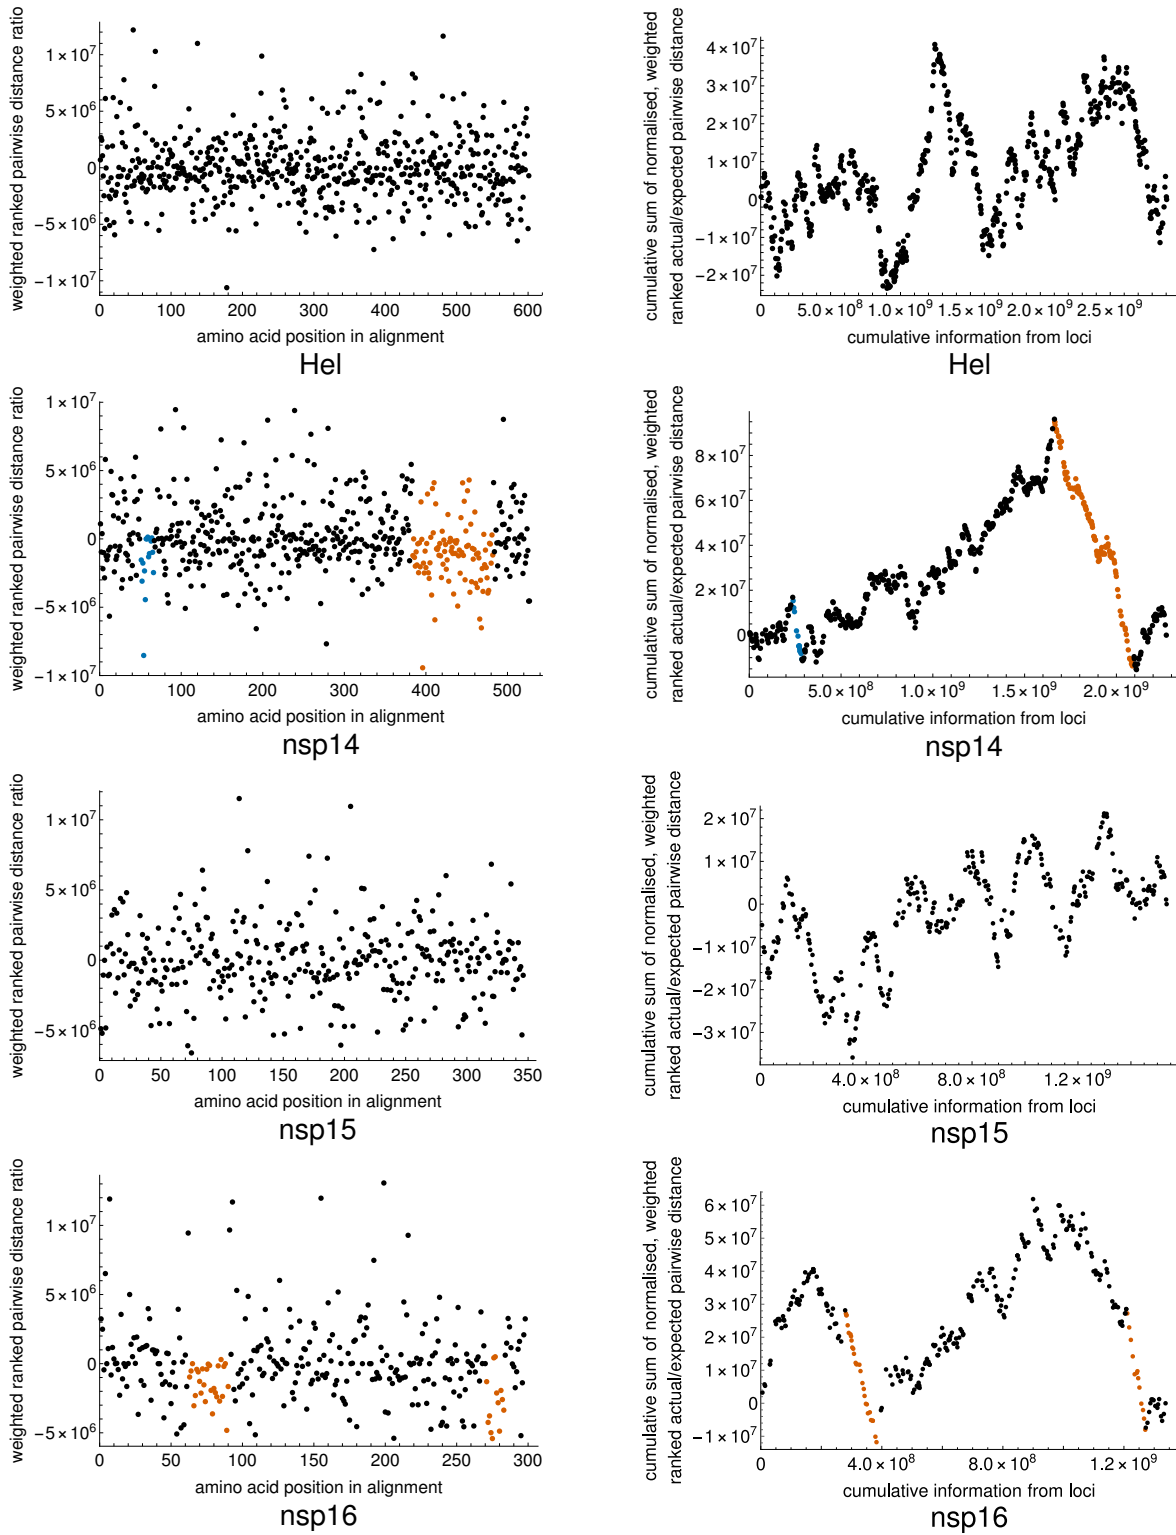 weighted ranked pairwise distance ratio
1×10⁷
5×10⁶
0
−5×10⁶
−1×10⁷
0 100 200 300 400 500 600
amino acid position in alignment
Hel
cumulative sum of normalised, weighted
ranked actual/expected pairwise distance
4×10⁷
3×10⁷
2×10⁷
1×10⁷
0
−1×10⁷
−2×10⁷
0 5.0×10⁸ 1.0×10⁹ 1.5×10⁹ 2.0×10⁹ 2.5×10⁹
cumulative information from loci
Hel
weighted ranked pairwise distance ratio
1×10⁷
5×10⁶
0
−5×10⁶
−1×10⁷
0 100 200 300 400 500
amino acid position in alignment
nsp14
cumulative sum of normalised, weighted
ranked actual/expected pairwise distance
8×10⁷
6×10⁷
4×10⁷
2×10⁷
0
0 5.0×10⁸ 1.0×10⁹ 1.5×10⁹ 2.0×10⁹
cumulative information from loci
nsp14
weighted ranked pairwise distance ratio
1×10⁷
5×10⁶
0
−5×10⁶
0 50 100 150 200 250 300 350
amino acid position in alignment
nsp15
cumulative sum of normalised, weighted
ranked actual/expected pairwise distance
2×10⁷
1×10⁷
0
−1×10⁷
−2×10⁷
−3×10⁷
0 4.0×10⁸ 8.0×10⁸ 1.2×10⁹
cumulative information from loci
nsp15
weighted ranked pairwise distance ratio
1×10⁷
5×10⁶
0
−5×10⁶
0 50 100 150 200 250 300
amino acid position in alignment
nsp16
cumulative sum of normalised, weighted
ranked actual/expected pairwise distance
6×10⁷
5×10⁷
4×10⁷
3×10⁷
2×10⁷
1×10⁷
0
−1×10⁷
0 4.0×10⁸ 8.0×10⁸ 1.2×10⁹
cumulative information from loci
nsp16